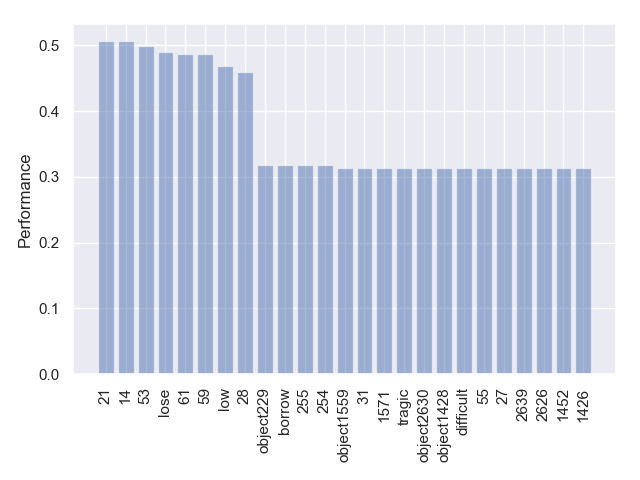 Performance
0.5
0.4
0.3
0.2
0.1
0.0
21
14
53
lose
61
59
low
28
object229
borrow
255
254
object1559
31
1571
tragic
object2630
object1428
difficult
55
27
2639
2626
1452
1426